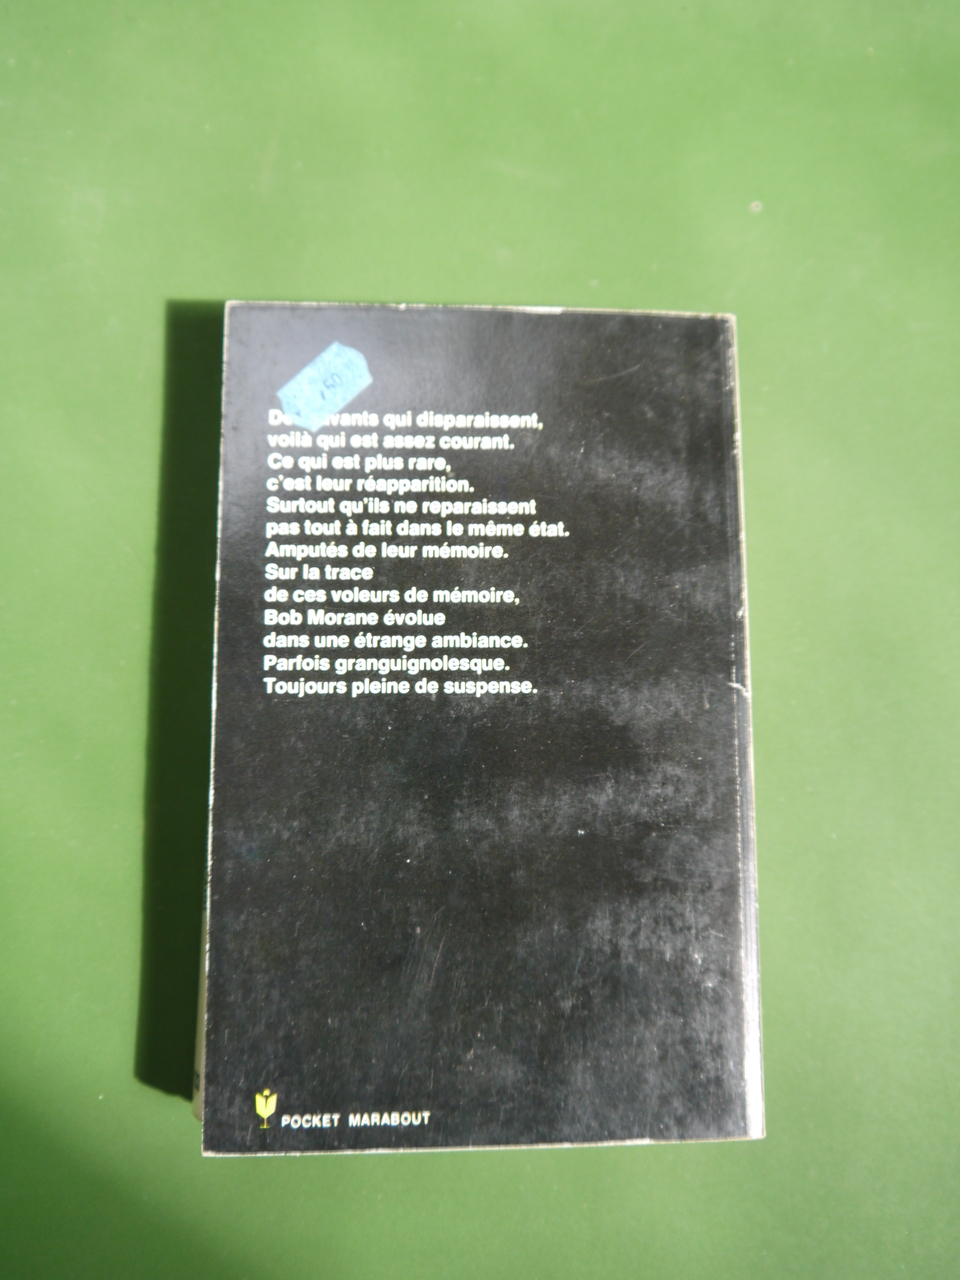 50
qui disparaissent,
voilà qui est assez courant.
Ce qui est plus rare,
c'est leur réapparition.
Surtout qu'ils ne reparaissent
pas tout à fait dans le même état.
Amputés de leur mémoire.
Sur la trace
de ces voleurs de mémoire,
Bob Morane évolue
dans une étrange ambiance.
Parfois granguignolesque.
Toujours pleine de suspense.
POCKET MARABOUT